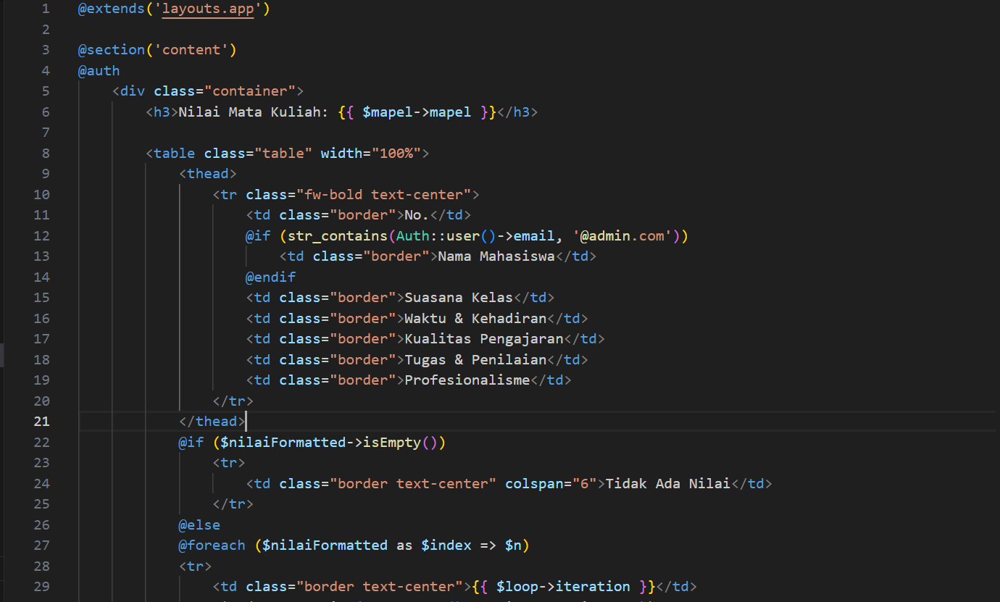 1 @extends('layouts.app')
2
3 @section('content')
4 @auth
5 <div class="container">
6 <h3>Nilai Mata Kuliah: {{ $mapel->mapel }}</h3>
7
8 <table class="table" width="100%">
9 <thead>
10 <tr class="fw-bold text-center">
11 <td class="border">No.</td>
12 @if (str_contains(Auth::user()->email, '@admin.com'))
13 <td class="border">Nama Mahasiswa</td>
14 @endif
15 <td class="border">Suasana Kelas</td>
16 <td class="border">Waktu & Kehadiran</td>
17 <td class="border">Kualitas Pengajaran</td>
18 <td class="border">Tugas & Penilaian</td>
19 <td class="border">Profesionalisme</td>
20 </tr>
21 </thead>
22 @if ($nilaiFormatted->isEmpty())
23 <tr>
24 <td class="border text-center" colspan="6">Tidak Ada Nilai</td>
25 </tr>
26 @else
27 @foreach ($nilaiFormatted as $index => $n)
28 <tr>
29 <td class="border text-center">{{ $loop->iteration }}</td>